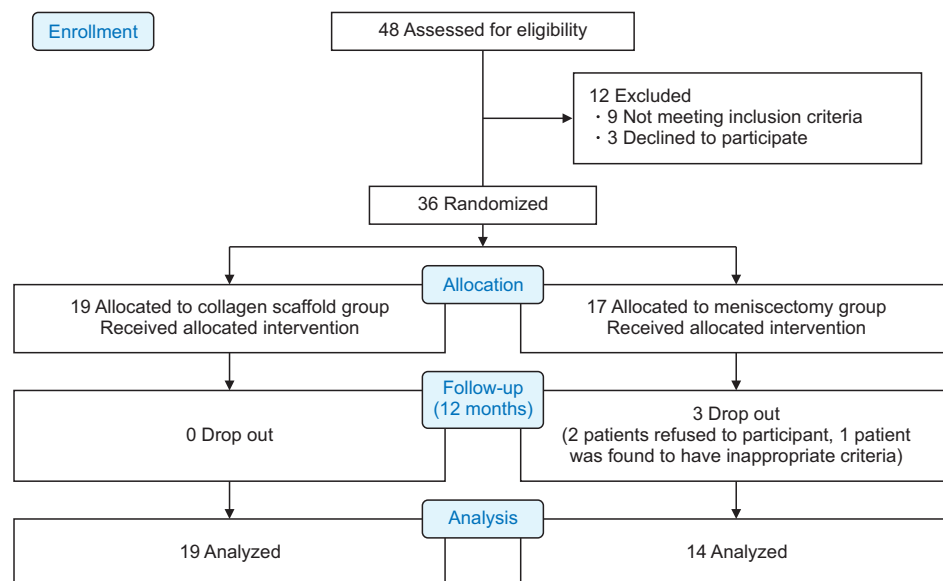 Enrollment
48 Assessed for eligibility
12 Excluded
· 9 Not meeting inclusion criteria
· 3 Declined to participate
36 Randomized
Allocation
19 Allocated to collagen scaffold group
Received allocated intervention
17 Allocated to meniscectomy group
Received allocated intervention
Follow-up
(12 months)
0 Drop out
3 Drop out
(2 patients refused to participant, 1 patient
was found to have inappropriate criteria)
Analysis
19 Analyzed
14 Analyzed